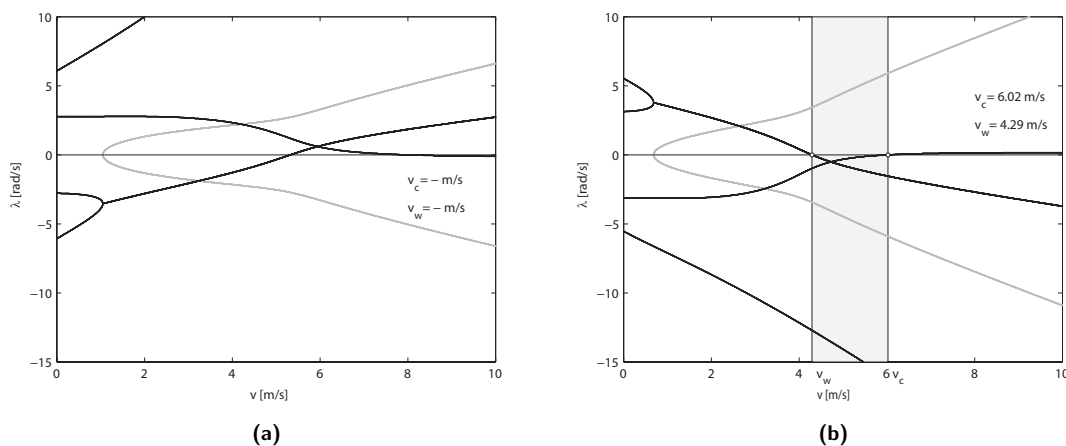 10
5
0
−5
−10
−15
λ [rad/s]
v_c = − m/s
v_w = − m/s
0 2 4 6 8 10
v [m/s]
(a)
10
5
0
−5
−10
−15
λ [rad/s]
v_c = 6.02 m/s
v_w = 4.29 m/s
0 2 4 v_w 6 v_c 8 10
v [m/s]
(b)